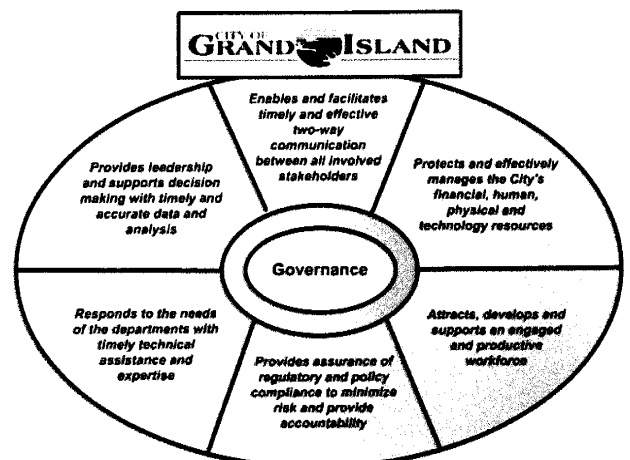 CITY OF
GRAND ISLAND
Enables and facilitates
timely and effective
two-way
communication
between all involved
stakeholders
Protects and effectively
manages the City's
financial, human,
physical and
technology resources
Attracts, develops and
supports an engaged
and productive
workforce
Provides assurance of
regulatory and policy
compliance to minimize
risk and provide
accountability
Responds to the needs
of the departments with
timely technical
assistance and
expertise
Provides leadership
and supports decision
making with timely and
accurate data and
analysis
Governance